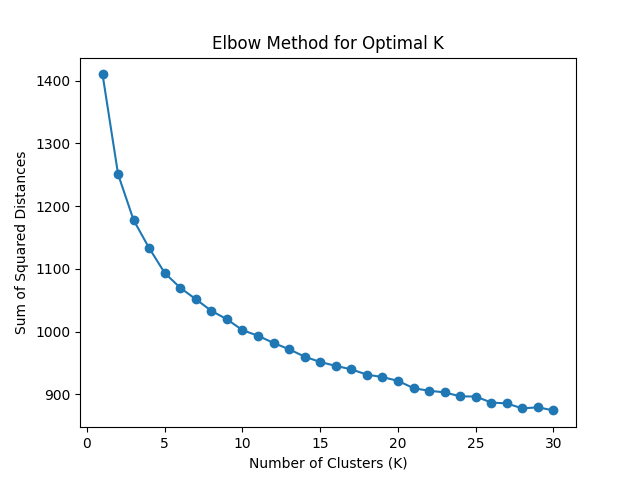 Elbow Method for Optimal K
1400
1300
1200
1100
1000
900
Sum of Squared Distances
0 5 10 15 20 25 30
Number of Clusters (K)